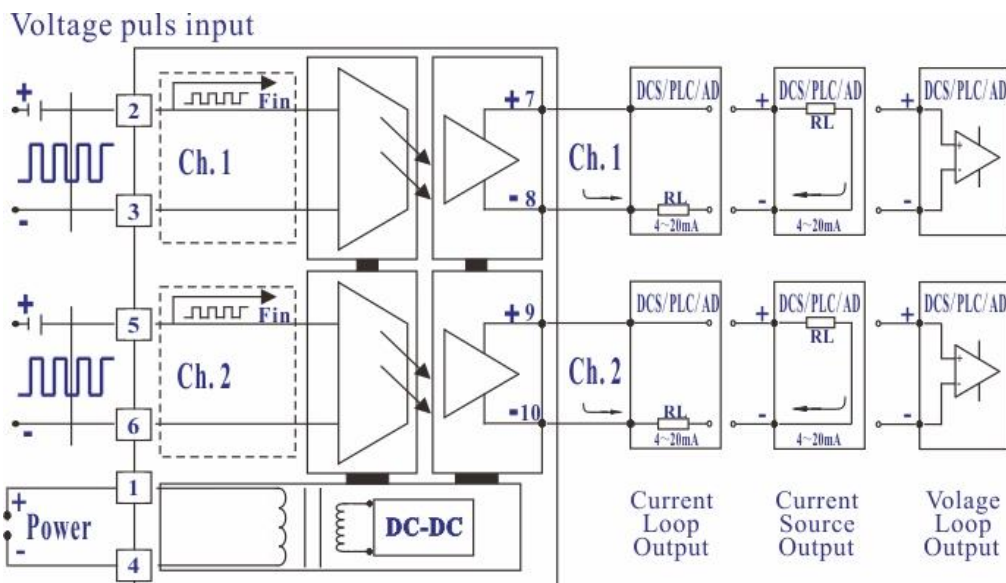 Voltage puls input
+
2
Fin
Ch. 1
-
3
+ 7
- 8
Ch. 1
DCS/PLC/AD
RL
4~20mA
+
DCS/PLC/AD
RL
-
4~20mA
+
DCS/PLC/AD
+
-
-
+
5
Fin
Ch. 2
-
6
+ 9
-10
Ch. 2
DCS/PLC/AD
RL
4~20mA
+
DCS/PLC/AD
RL
-
4~20mA
+
DCS/PLC/AD
+
-
-
1
+
Power
-
4
DC-DC
Current
Loop
Output
Current
Source
Output
Volage
Loop
Output